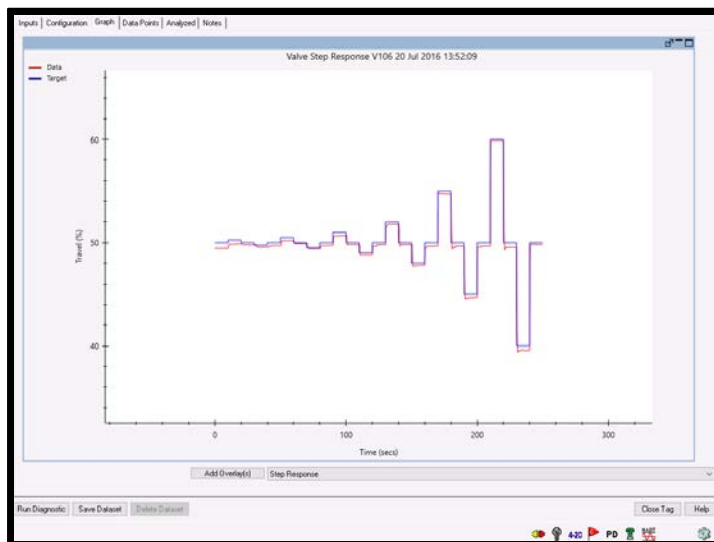 Inputs Configuration Graph Data Points Analyzed Notes
Valve Step Response V106 20 Jul 2016 13:52:09
Data
Target
60
50
40
Travel (%)
0 100 200 300
Time (secs)
Add Overlay(s) Step Response
Run Diagnostic Save Dataset Delete Dataset Close Tag Help
4-20 PD HART